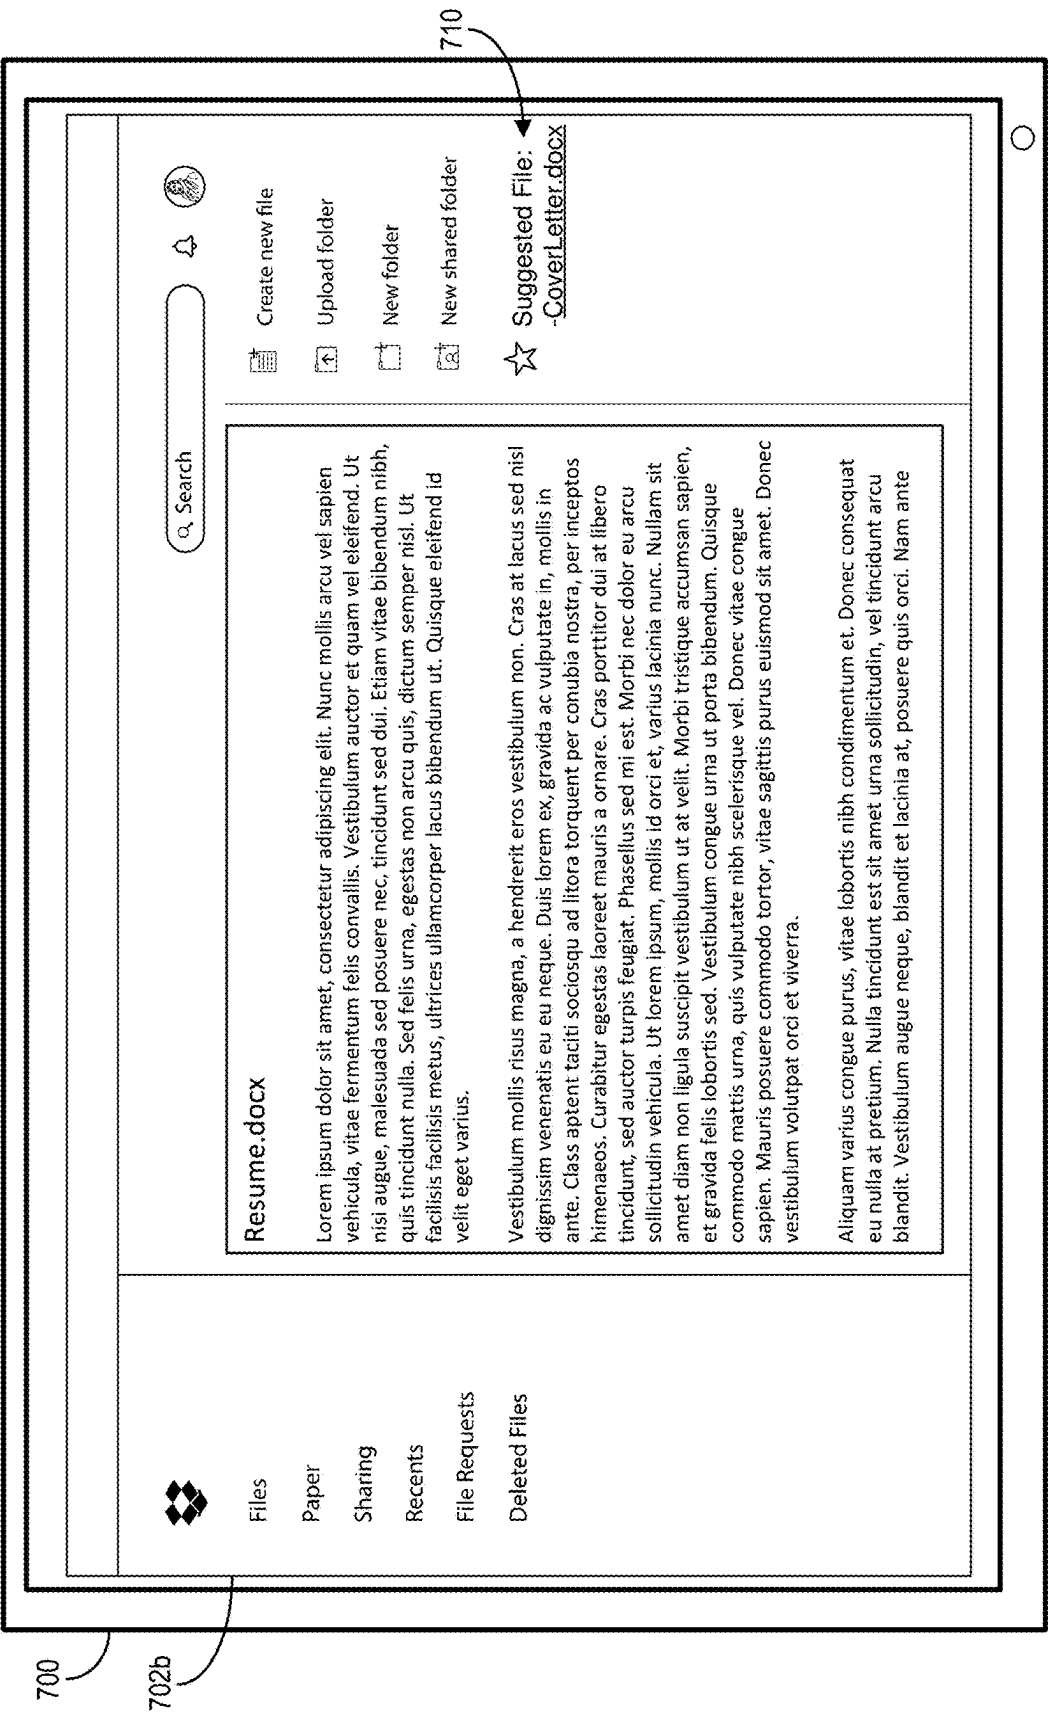 700
702b
710
Search
Files
Paper
Sharing
Recents
File Requests
Deleted Files
Resume.docx
Lorem ipsum dolor sit amet, consectetur adipiscing elit. Nunc mollis arcu vel sapien
vehicula, vitae fermentum felis convallis. Vestibulum auctor et quam vel eleifend. Ut
nisi augue, malesuada sed posuere nec, tincidunt sed dui. Etiam vitae bibendum nibh,
quis tincidunt nulla. Sed felis urna, egestas non arcu quis, dictum semper nisl. Ut
facilisis facilisis metus, ultrices ullamcorper lacus bibendum ut. Quisque eleifend id
velit eget varius.
Vestibulum mollis risus magna, a hendrerit eros vestibulum non. Cras at lacus sed nisl
dignissim venenatis eu eu neque. Duis lorem ex, gravida ac vulputate in, mollis in
ante. Class aptent taciti sociosqu ad litora torquent per conubia nostra, per inceptos
himenaeos. Curabitur egestas laoreet mauris a ornare. Cras porttitor dui at libero
tincidunt, sed auctor turpis feugiat. Phasellus sed mi est. Morbi nec dolor eu arcu
sollicitudin vehicula. Ut lorem ipsum, mollis id orci et, varius lacinia nunc. Nullam sit
amet diam non ligula suscipit vestibulum ut at velit. Morbi tristique accumsan sapien,
et gravida felis lobortis sed. Vestibulum congue urna ut porta bibendum. Quisque
commodo mattis urna, quis vulputate nibh scelerisque vel. Donec vitae congue
sapien. Mauris posuere commodo tortor, vitae sagittis purus euismod sit amet. Donec
vestibulum volutpat orci et viverra.
Aliquam varius congue purus, vitae lobortis nibh condimentum et. Donec consequat
eu nulla at pretium. Nulla tincidunt est sit amet urna sollicitudin, vel tincidunt arcu
blandit. Vestibulum augue neque, blandit et lacinia at, posuere quis orci. Nam ante
Create new file
Upload folder
New folder
New shared folder
Suggested File:
-CoverLetter.docx